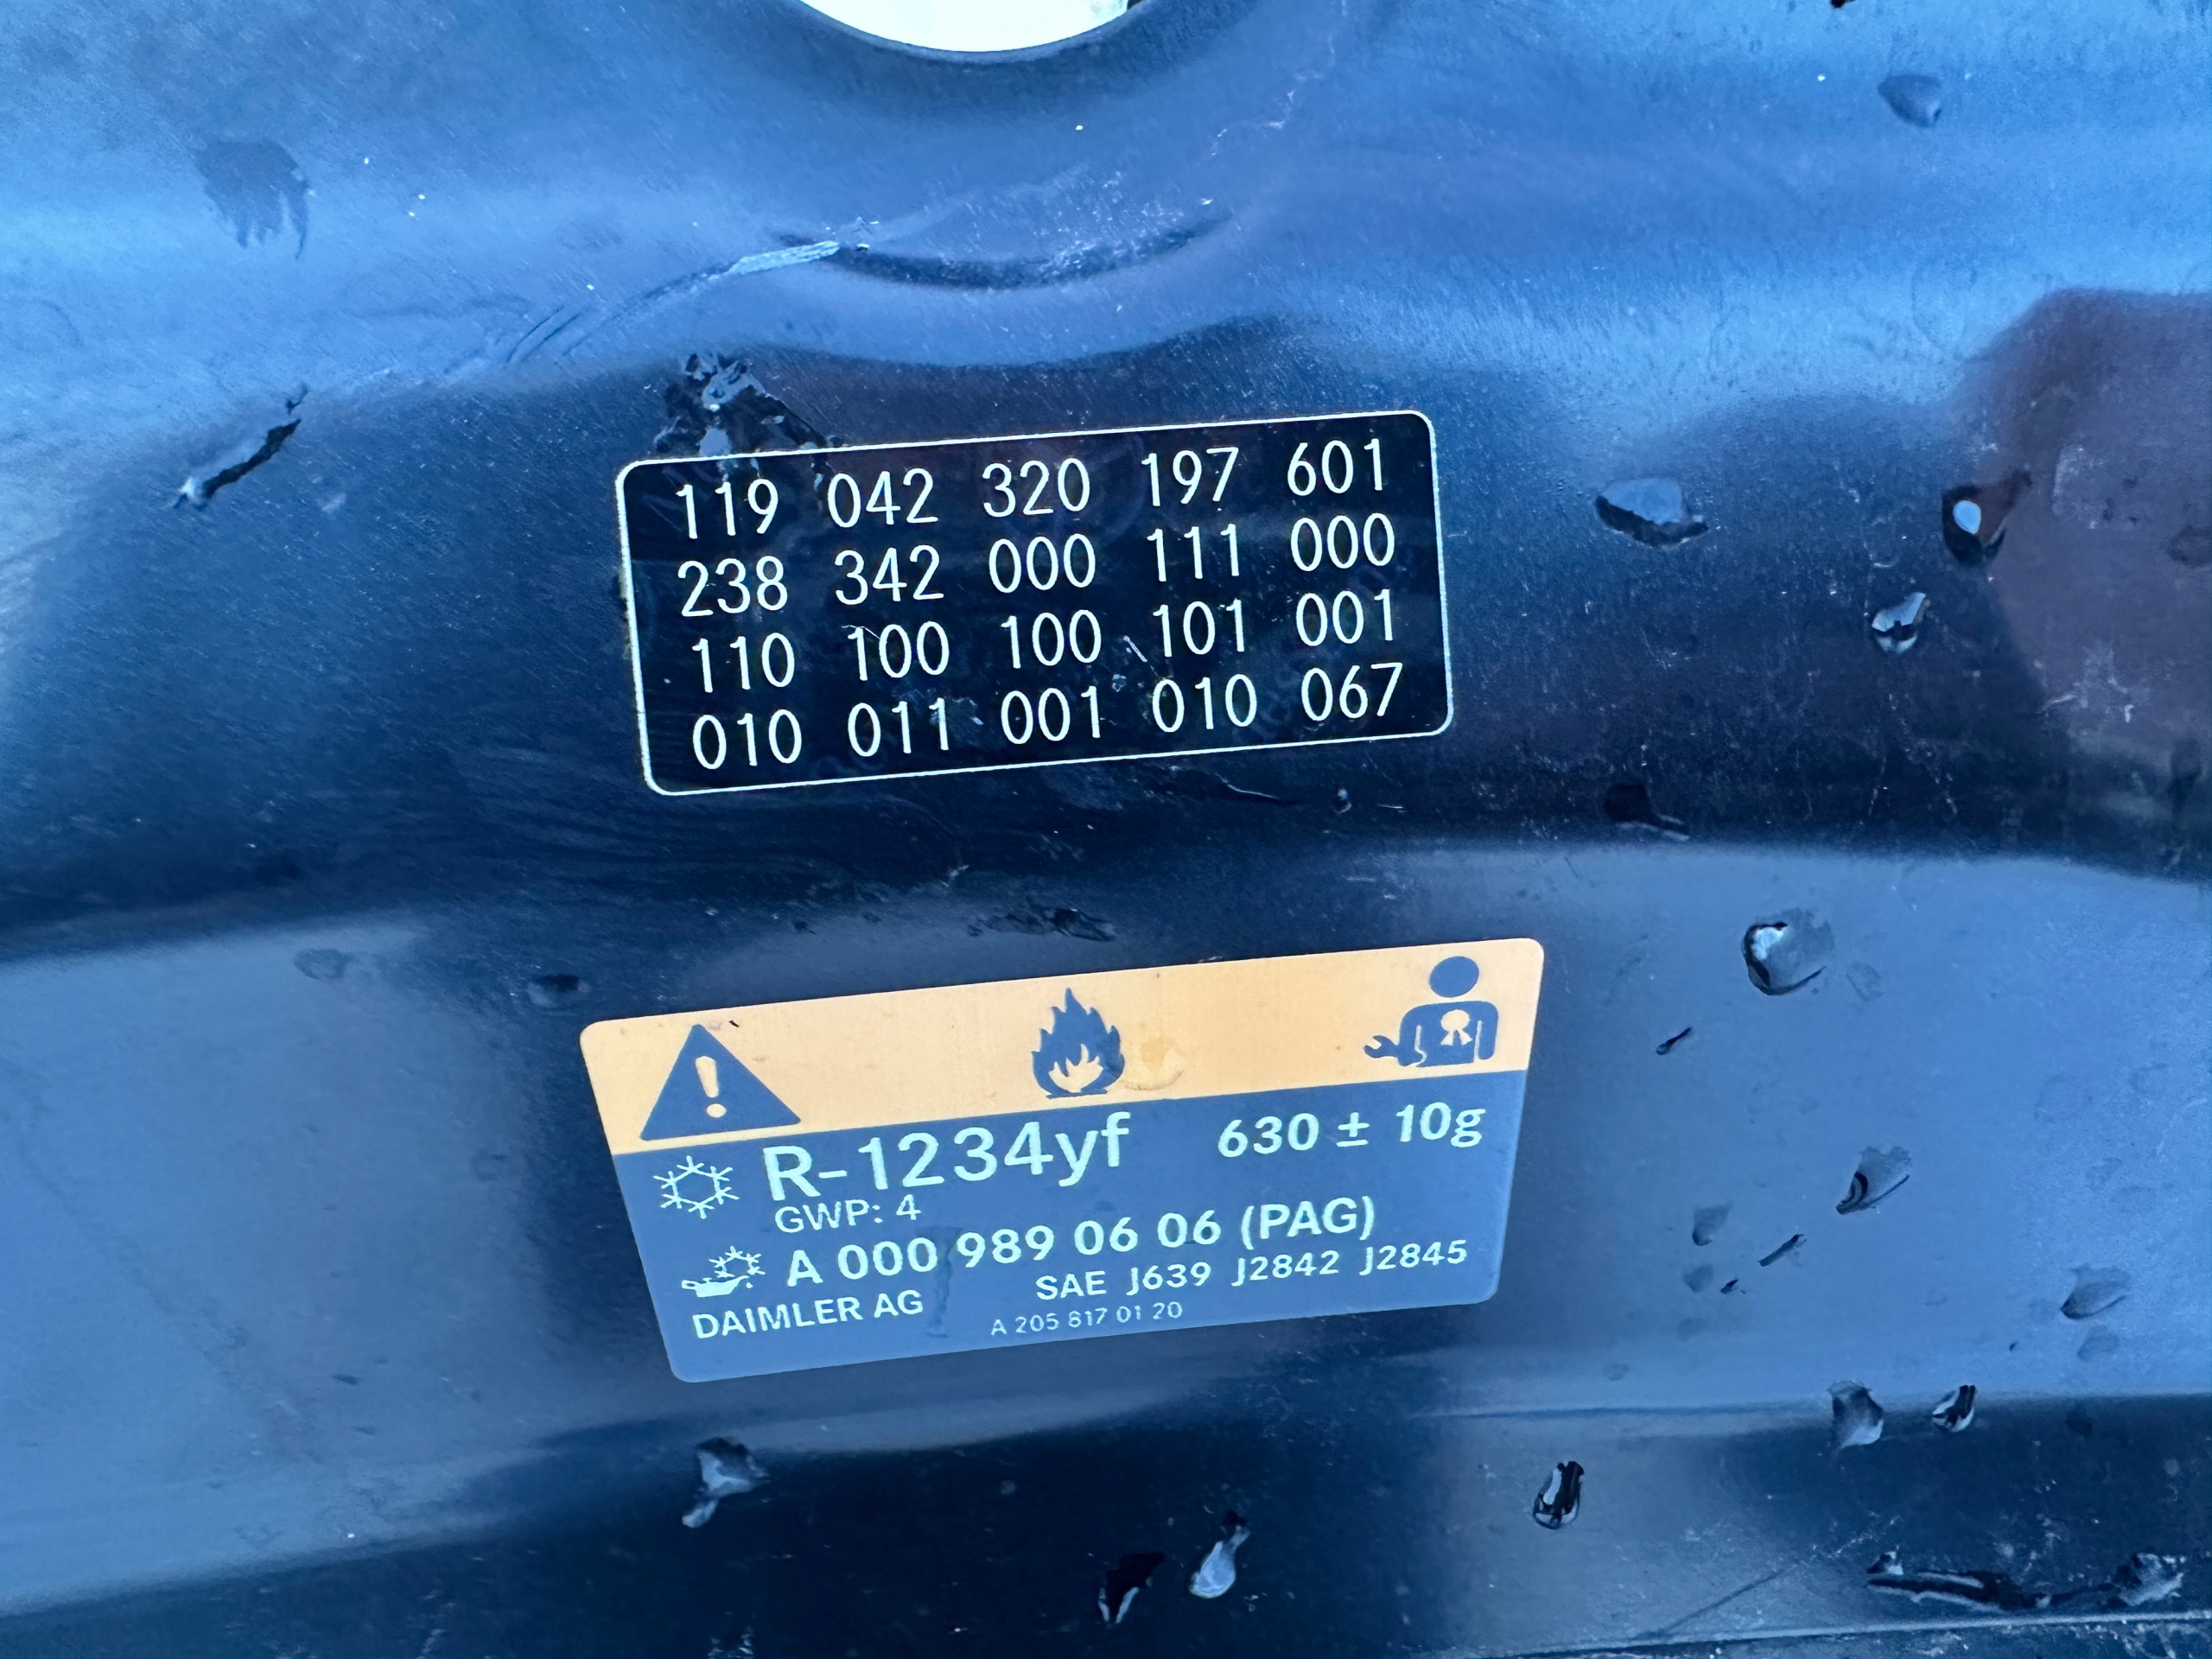 119 042 320 197 601
238 342 000 111 000
110 100 100 101 001
010 011 001 010 067
R-1234yf 630 ± 10g
GWP: 4
A 000 989 06 06 (PAG)
SAE J639 J2842 J2845
DAIMLER AG
A 205 817 01 20